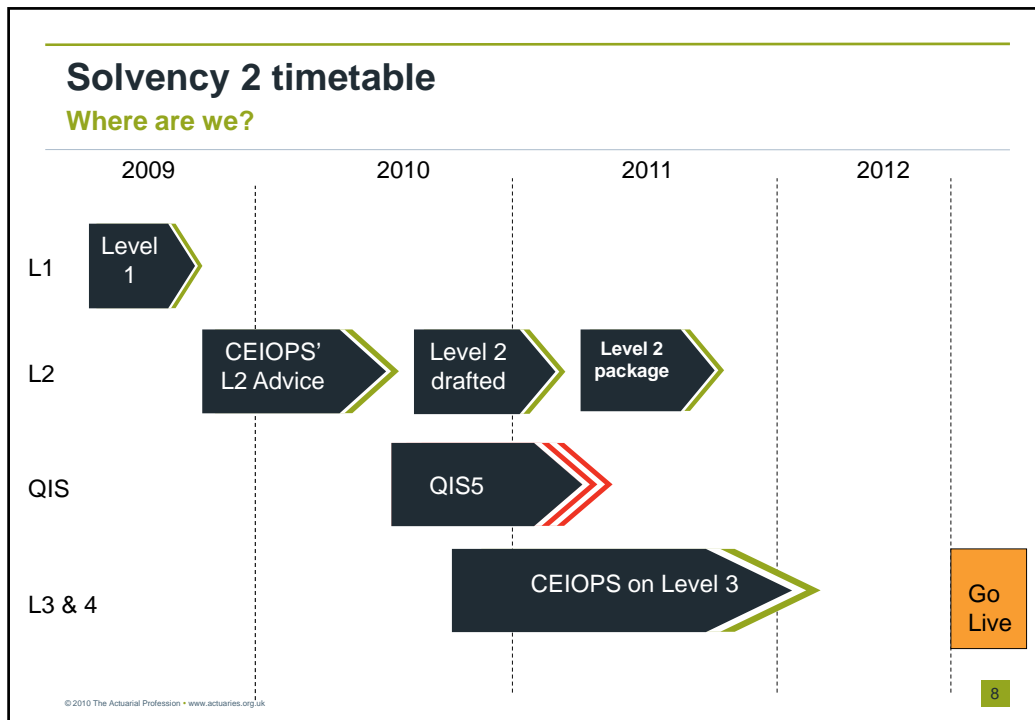 Solvency 2 timetable
Where are we?
2009 2010 2011 2012
L1
Level
1
L2
CEIOPS'
L2 Advice
Level 2
drafted
Level 2
package
QIS
QIS5
L3 & 4
CEIOPS on Level 3
Go
Live
© 2010 The Actuarial Profession • www.actuaries.org.uk
8